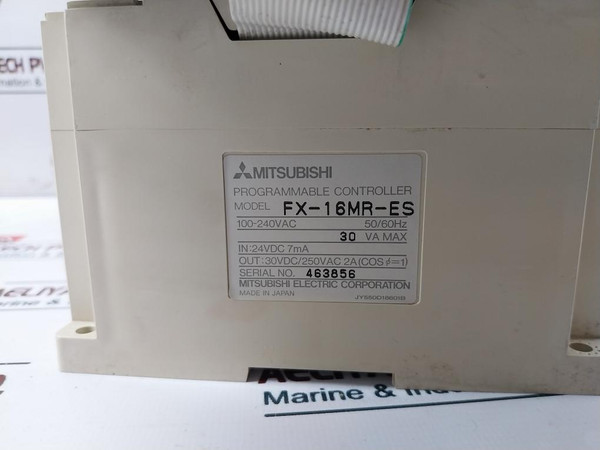 MITSUBISHI
PROGRAMMABLE CONTROLLER
MODEL FX-16MR-ES
100-240VAC 50/60Hz
30 VA MAX
IN:24VDC 7mA
OUT:30VDC/250VAC 2A(COS ϕ=1)
SERIAL NO. 463856
MITSUBISHI ELECTRIC CORPORATION
MADE IN JAPAN
Marine &